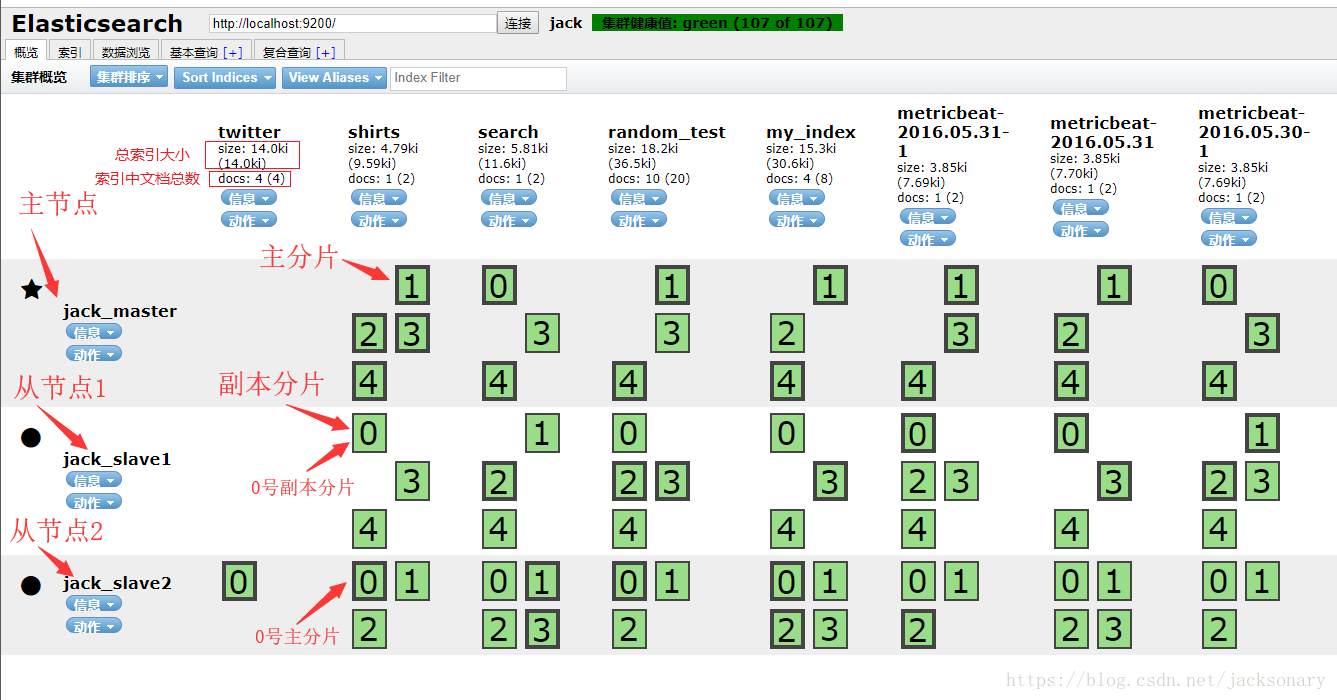 Elasticsearch http://localhost:9200/ 连接 jack 集群健康值: green (107 of 107)
概览 索引 数据浏览 基本查询 [+] 复合查询 [+]
集群概览 集群排序 Sort Indices View Aliases Index Filter
总索引大小
索引中文档总数
twitter
size: 14.0ki
(14.0ki)
docs: 4 (4)
信息
动作
shirts
size: 4.79ki
(9.59ki)
docs: 1 (2)
信息
动作
search
size: 5.81ki
(11.6ki)
docs: 1 (2)
信息
动作
random_test
size: 18.2ki
(36.5ki)
docs: 10 (20)
信息
动作
my_index
size: 15.3ki
(30.6ki)
docs: 4 (8)
信息
动作
metricbeat-
2016.05.31-
1
size: 3.85ki
(7.69ki)
docs: 1 (2)
信息
动作
metricbeat-
2016.05.31
size: 3.85ki
(7.70ki)
docs: 1 (2)
信息
动作
metricbeat-
2016.05.30-
1
size: 3.85ki
(7.69ki)
docs: 1 (2)
信息
动作
主节点
主分片
jack_master
信息
动作
1 0 1 1 1 1 0
2 3 3 3 2 3 2 3
4 4 4 4 4 4 4
从节点1
副本分片
0号副本分片
jack_slave1
信息
动作
0 1 0 0 0 0 1
3 2 2 3 3 2 3 3 2 3
4 4 4 4 4 4 4
从节点2
jack_slave2
信息
动作
0 0 1 0 1 0 1 0 1 0 1 0 1 0 1
2 2 3 2 2 3 2 2 3 2
0号主分片
https://blog.csdn.net/jacksonary